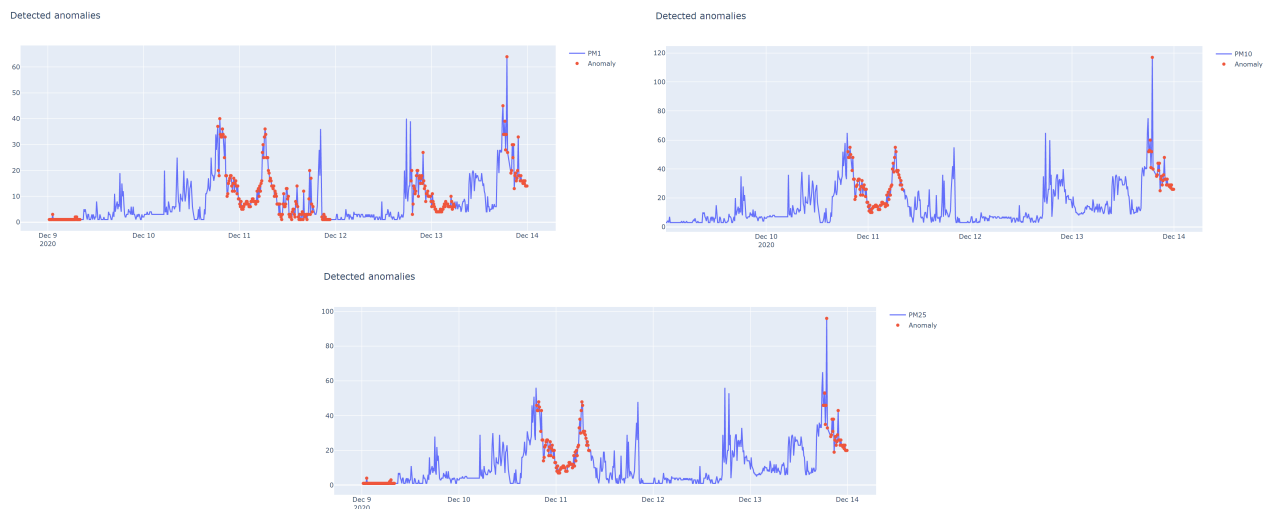 Detected anomalies
PM1
Anomaly
60
50
40
30
20
10
0
Dec 9
2020
Dec 10
Dec 11
Dec 12
Dec 13
Dec 14
Detected anomalies
PM10
Anomaly
120
100
80
60
40
20
0
Dec 10
2020
Dec 11
Dec 12
Dec 13
Dec 14
Detected anomalies
PM25
Anomaly
100
80
60
40
20
0
Dec 9
2020
Dec 10
Dec 11
Dec 12
Dec 13
Dec 14